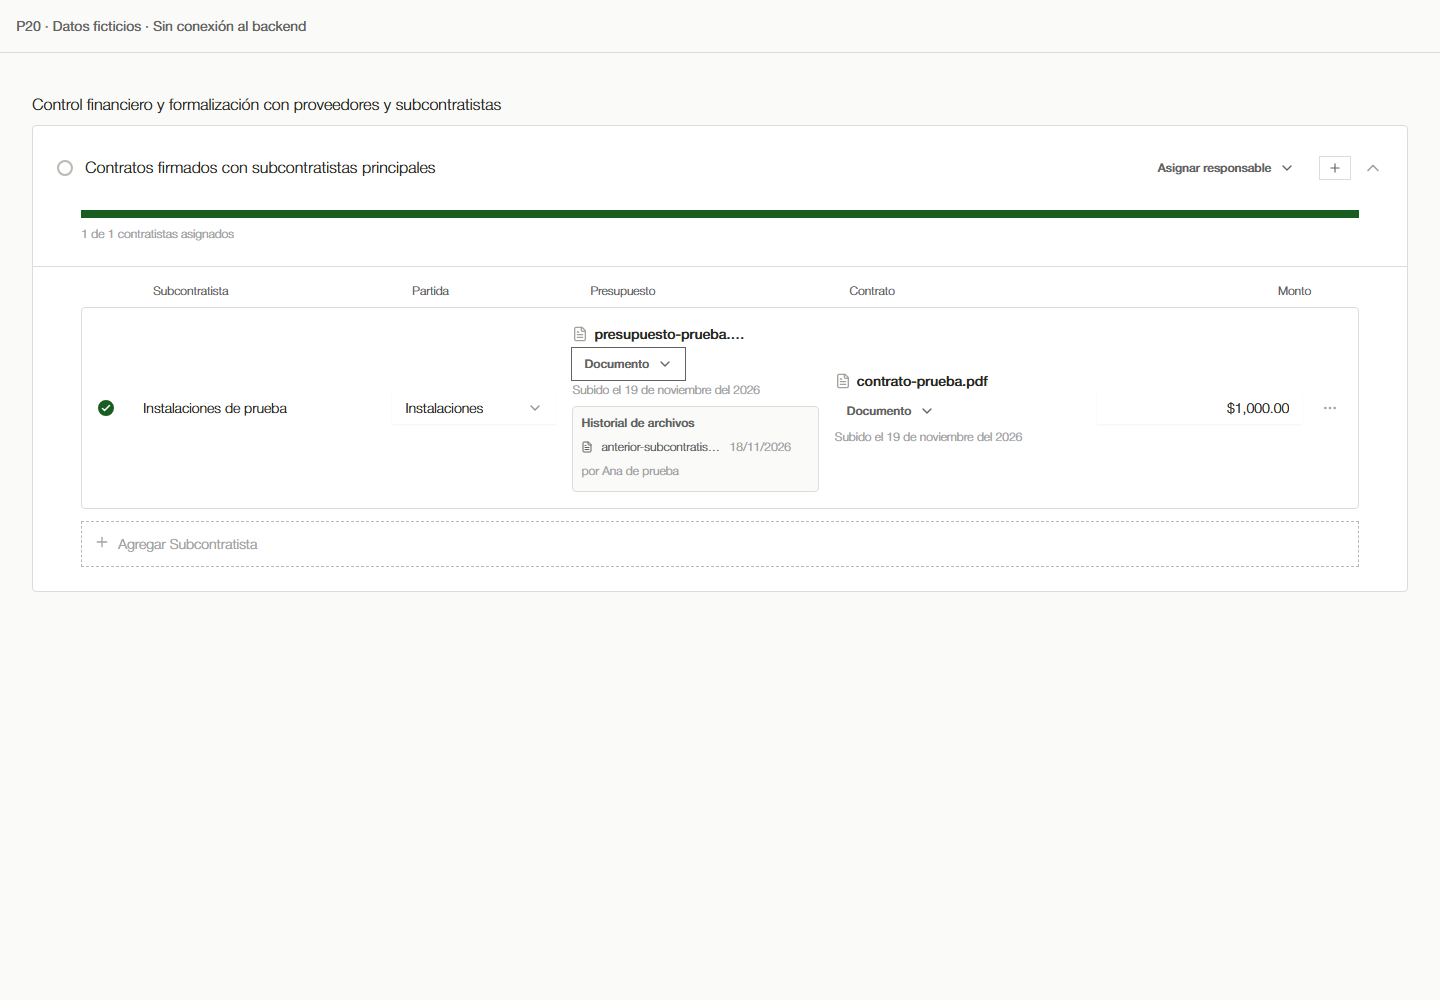 P20 · Datos ficticios · Sin conexión al backend
Control financiero y formalización con proveedores y subcontratistas
Contratos firmados con subcontratistas principales
Asignar responsable
1 de 1 contratistas asignados
Subcontratista
Partida
Presupuesto
Contrato
Monto
Instalaciones de prueba
Instalaciones
presupuesto-prueba.…
Documento
Subido el 19 de noviembre del 2026
Historial de archivos
anterior-subcontratis… 18/11/2026
por Ana de prueba
contrato-prueba.pdf
Documento
Subido el 19 de noviembre del 2026
$1,000.00
+ Agregar Subcontratista